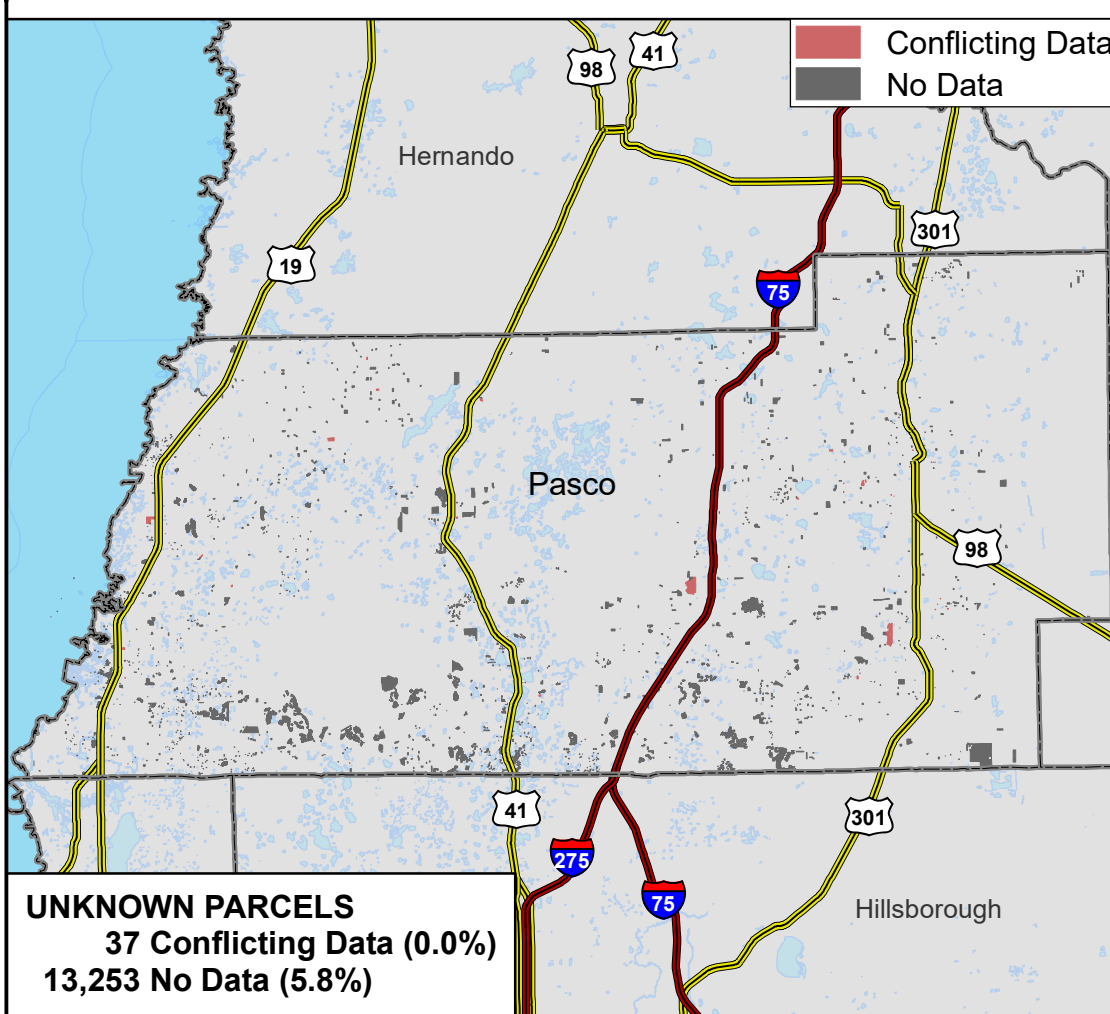 Conflicting Data
No Data
98
41
Hernando
19
301
75
Pasco
98
41
301
275
75
Hillsborough
UNKNOWN PARCELS
37 Conflicting Data (0.0%)
13,253 No Data (5.8%)